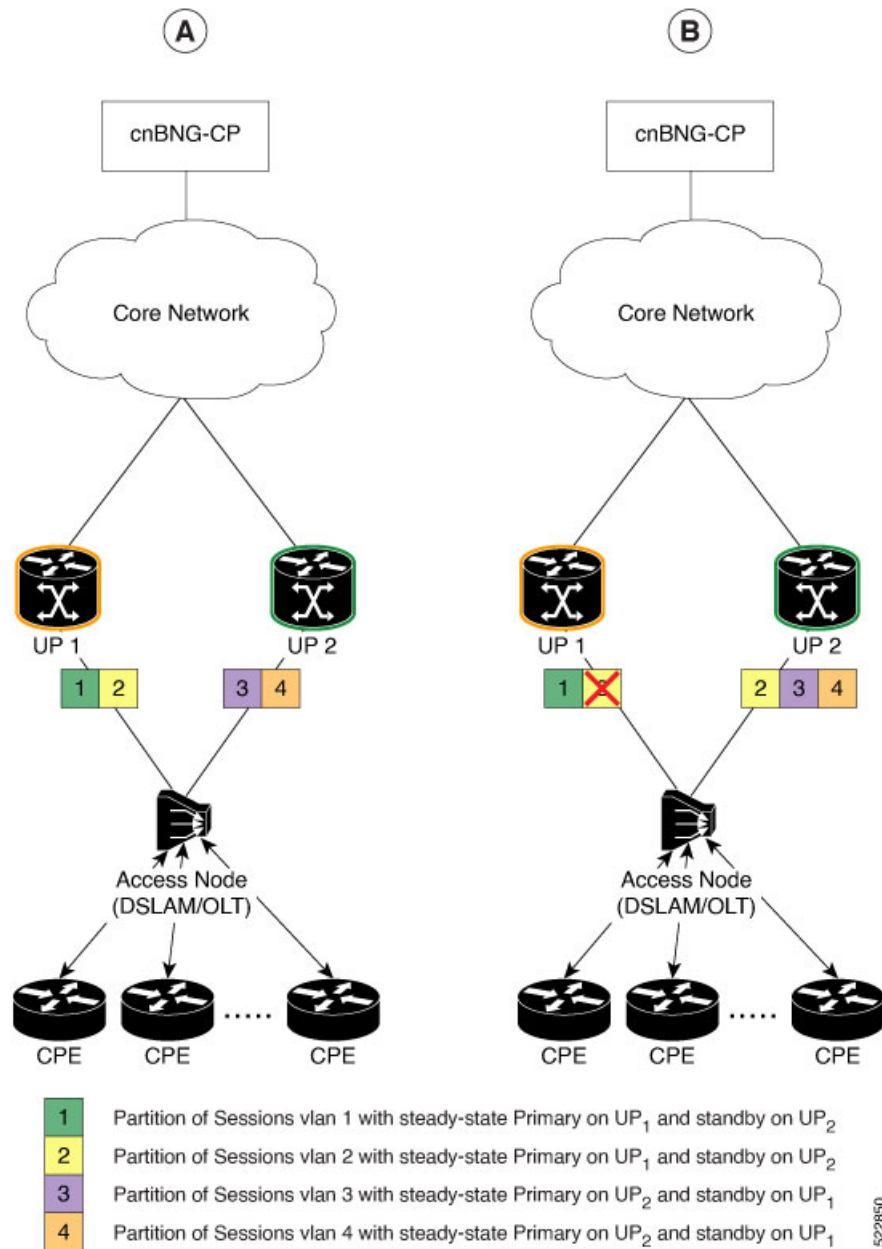 A
B
cnBNG-CP
cnBNG-CP
Core Network
Core Network
UP 1
UP 2
UP 1
UP 2
1 2
3 4
1
2 3 4
Access Node
(DSLAM/OLT)
Access Node
(DSLAM/OLT)
CPE CPE ..... CPE
CPE CPE ..... CPE
1 Partition of Sessions vlan 1 with steady-state Primary on UP1 and standby on UP2
2 Partition of Sessions vlan 2 with steady-state Primary on UP1 and standby on UP2
3 Partition of Sessions vlan 3 with steady-state Primary on UP2 and standby on UP1
4 Partition of Sessions vlan 4 with steady-state Primary on UP2 and standby on UP1
522850